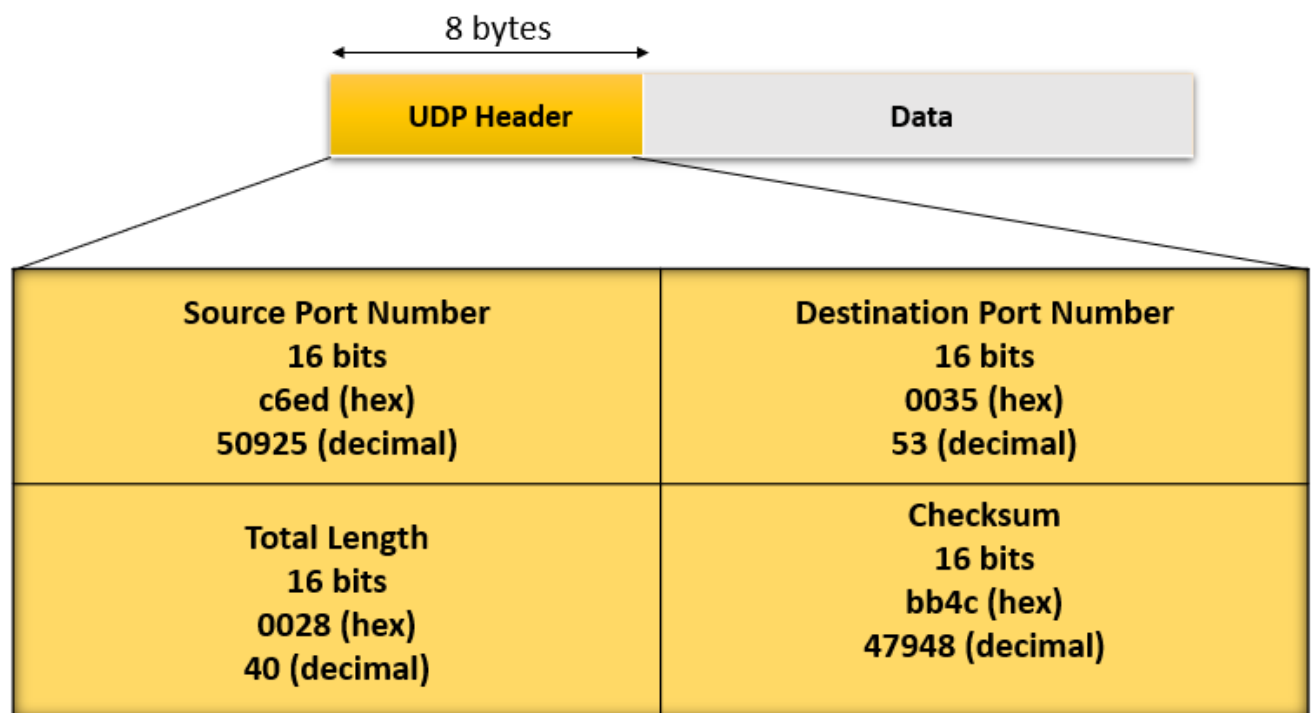 8 bytes
UDP Header
Data
Source Port Number
16 bits
c6ed (hex)
50925 (decimal)
Destination Port Number
16 bits
0035 (hex)
53 (decimal)
Total Length
16 bits
0028 (hex)
40 (decimal)
Checksum
16 bits
bb4c (hex)
47948 (decimal)